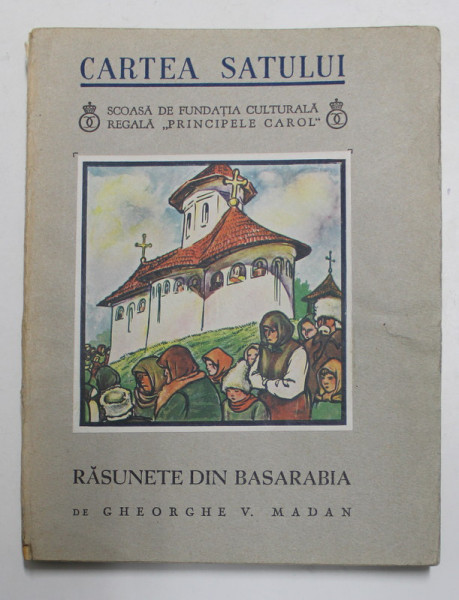 CARTEA SATULUI
SCOASĂ DE FUNDAȚIA CULTURALĂ
REGALĂ „PRINCIPELE CAROL"
RĂSUNETE DIN BASARABIA
DE GHEORGHE V. MADAN